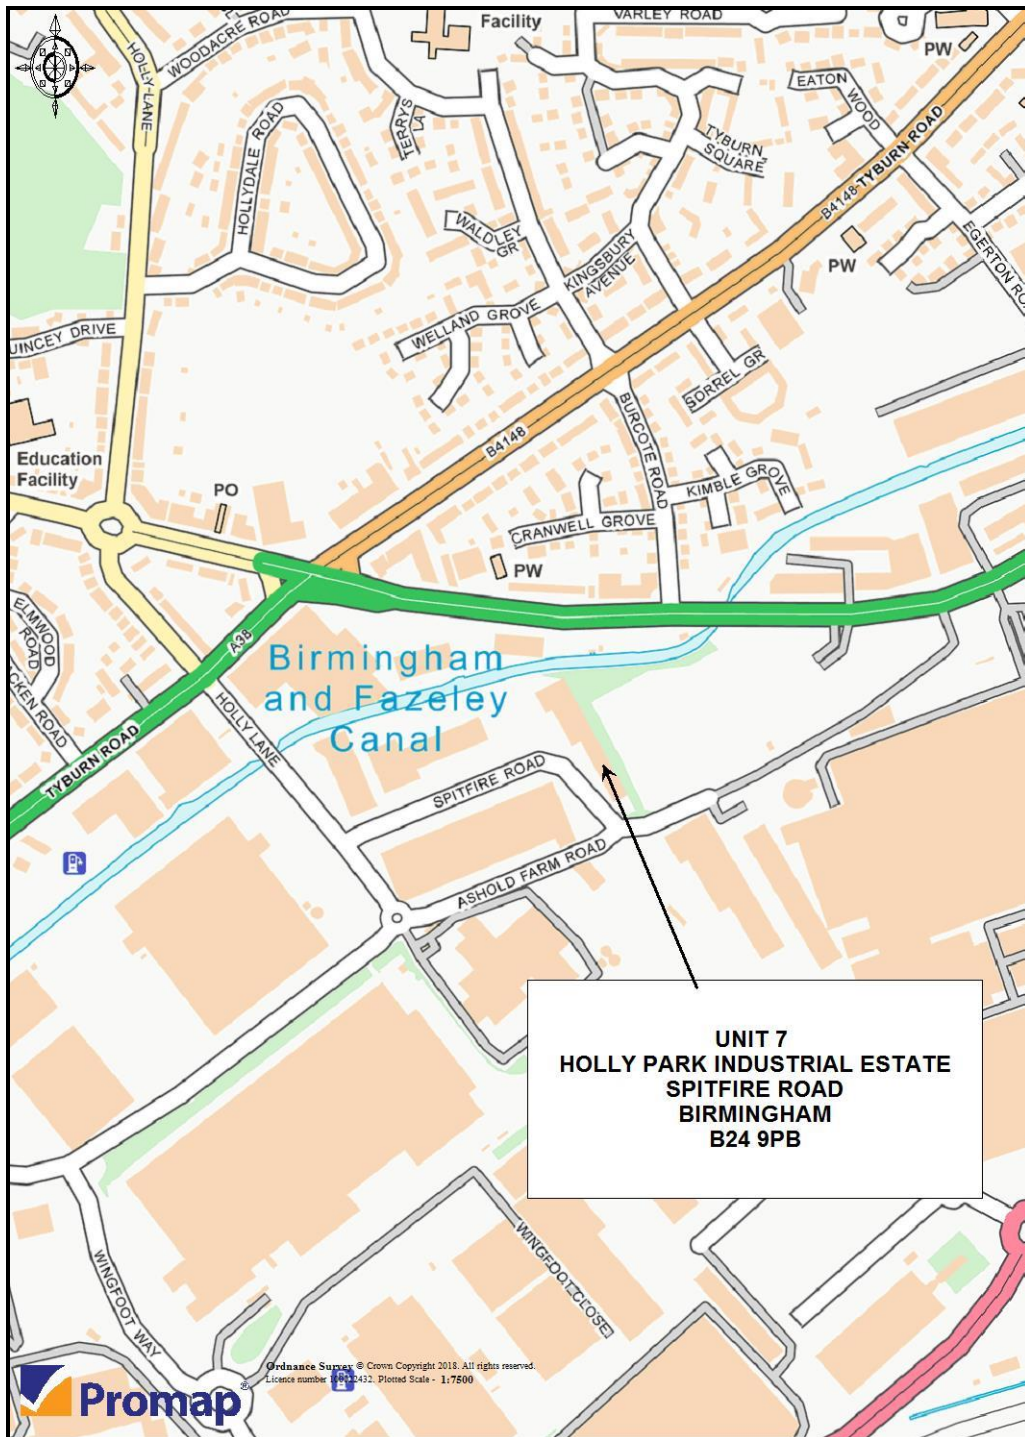 Facility
VARLEY ROAD
PW
HOLLY LANE
WOODACRE ROAD
EATON
WOOD
TERRYS
LA
TYBURN
SQUARE
HOLLYDALE ROAD
B4148-TYBURN ROAD
WALDLEY
GR
PW
EGERTON RO
KINGSBURY
AVENUE
UINCEY DRIVE
WELLAND GROVE
SORREL GR
BURCOTE ROAD
B4148
Education
Facility
PO
KIMBLE GROVE
CRANWELL GROVE
PW
ELMWOOD
ROAD
A38
Birmingham
and Fazeley
Canal
CKEN ROAD
HOLLY LANE
TYBURN ROAD
SPITFIRE ROAD
ASHOLD FARM ROAD
UNIT 7
HOLLY PARK INDUSTRIAL ESTATE
SPITFIRE ROAD
BIRMINGHAM
B24 9PB
WINGFOOT CLOSE
WINGFOOT WAY
Ordnance Survey © Crown Copyright 2018. All rights reserved.
Licence number Plotted Scale - 1:7500
Promap®